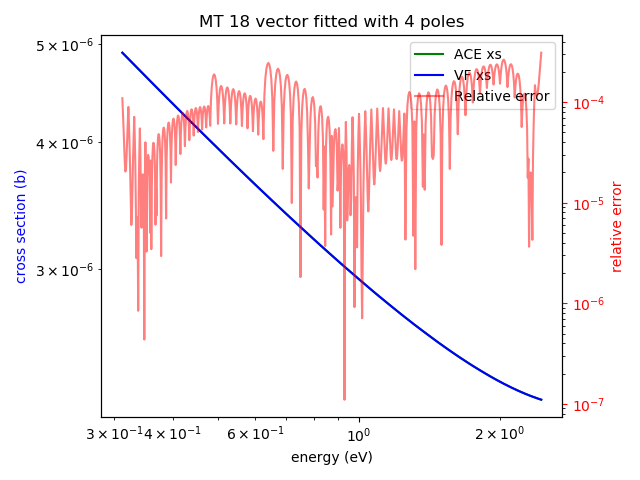 MT 18 vector fitted with 4 poles
5 × 10⁻⁶
4 × 10⁻⁶
3 × 10⁻⁶
cross section (b)
ACE xs
VF xs
Relative error
10⁻⁴
10⁻⁵
10⁻⁶
10⁻⁷
relative error
3 × 10⁻¹
4 × 10⁻¹
6 × 10⁻¹
10⁰
2 × 10⁰
energy (eV)